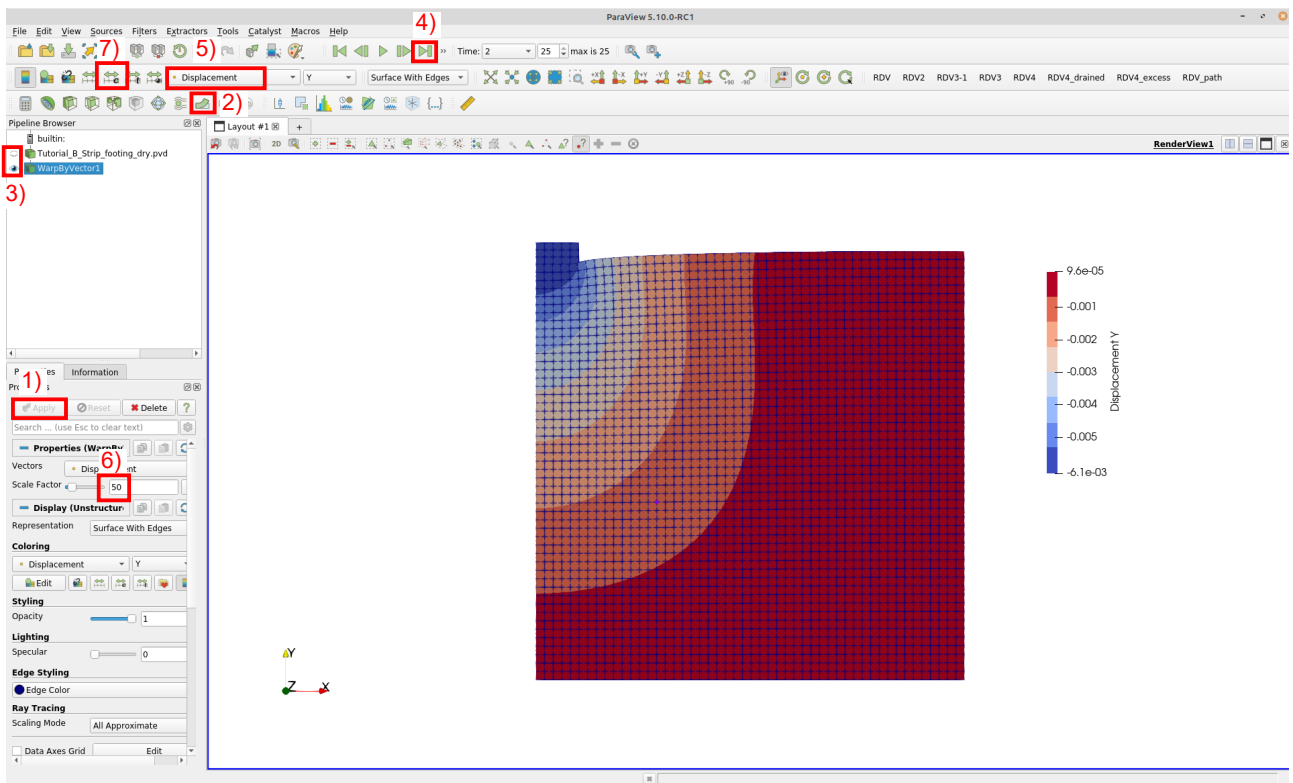 ParaView 5.10.0-RC1
File Edit View Sources Filters Extractors Tools Catalyst Macros Help
4)
7)
5)
Time: 2 25 max is 25
Displacement Y Surface With Edges RDV RDV2 RDV3-1 RDV3 RDV4 RDV4_drained RDV4_excess RDV_path
2)
Pipeline Browser
Layout #1 +
builtin:
2D
RenderView1
Tutorial_B_Strip_footing_dry.pvd
WarpByVector1
3)
9.6e-05
-0.001
-0.002
-0.003
-0.004
-0.005
-6.1e-03
Displacement Y
Information
1)
Apply Reset Delete ?
Search ... (use Esc to clear text)
Properties (WarpBy
6)
Vectors
Scale Factor 50
Display (Unstructur
Representation Surface With Edges
Coloring
Displacement Y
Edit
Styling
Opacity 1
Lighting
Specular 0
Edge Styling
Edge Color
Ray Tracing
Scaling Mode All Approximate
Data Axes Grid Edit
Y
Z X